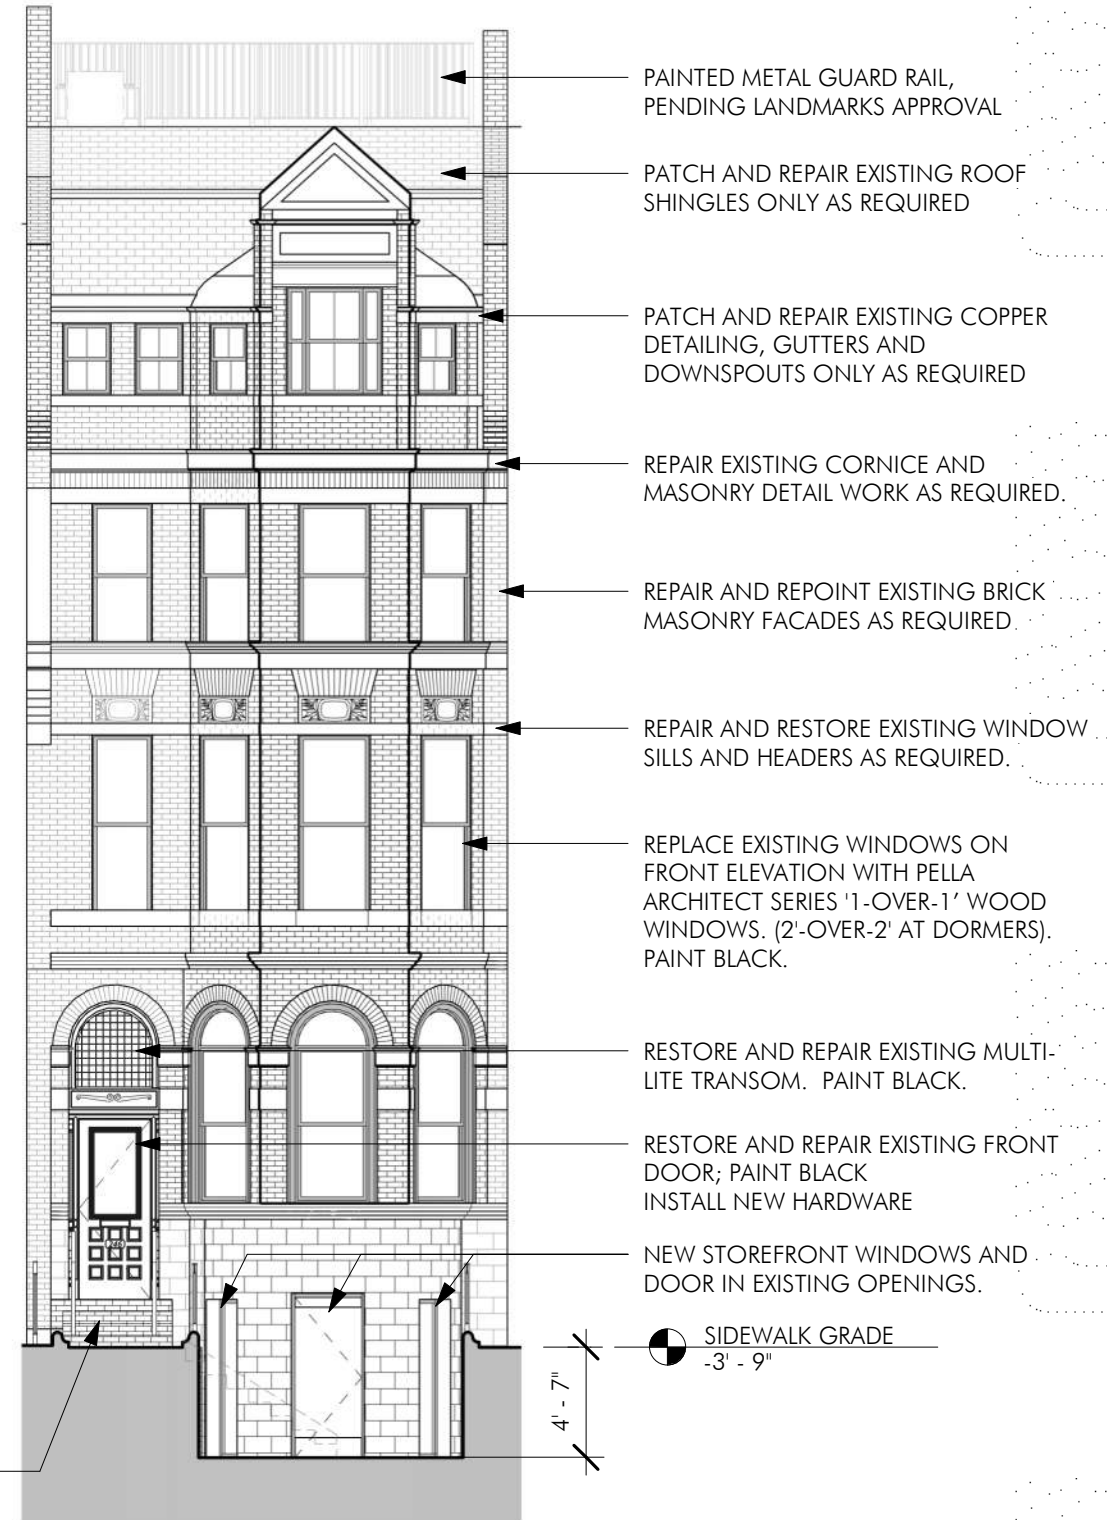 PAINTED METAL GUARD RAIL,
PENDING LANDMARKS APPROVAL
PATCH AND REPAIR EXISTING ROOF
SHINGLES ONLY AS REQUIRED
PATCH AND REPAIR EXISTING COPPER
DETAILING, GUTTERS AND
DOWNSPOUTS ONLY AS REQUIRED
REPAIR EXISTING CORNICE AND
MASONRY DETAIL WORK AS REQUIRED.
REPAIR AND REPOINT EXISTING BRICK
MASONRY FACADES AS REQUIRED
REPAIR AND RESTORE EXISTING WINDOW
SILLS AND HEADERS AS REQUIRED.
REPLACE EXISTING WINDOWS ON
FRONT ELEVATION WITH PELLA
ARCHITECT SERIES '1-OVER-1' WOOD
WINDOWS. (2'-OVER-2' AT DORMERS).
PAINT BLACK.
RESTORE AND REPAIR EXISTING MULTI-
LITE TRANSOM.  PAINT BLACK.
RESTORE AND REPAIR EXISTING FRONT
DOOR; PAINT BLACK
INSTALL NEW HARDWARE
246
NEW STOREFRONT WINDOWS AND
DOOR IN EXISTING OPENINGS.
SIDEWALK GRADE
-3' - 9"
4' - 7"